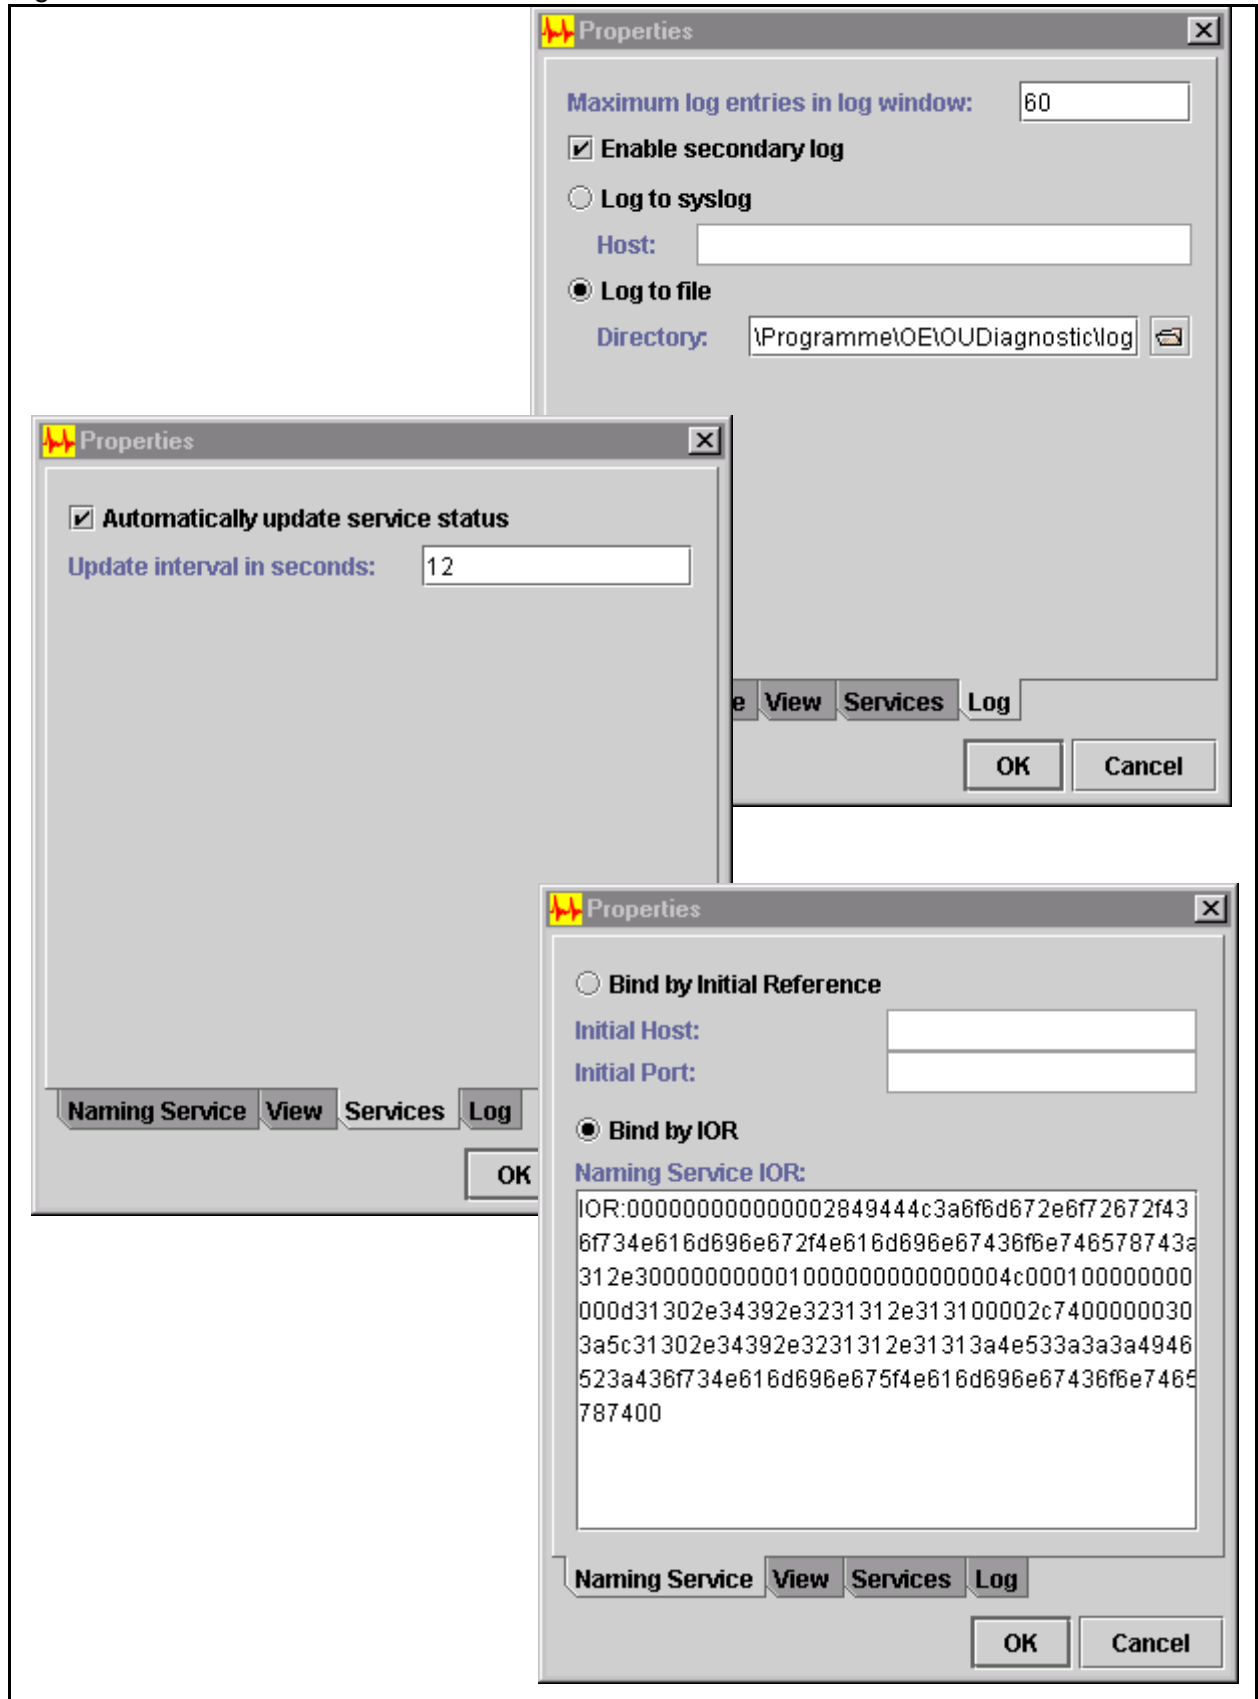 Properties
Maximum log entries in log window: 60
Enable secondary log
Log to syslog
Host:
Log to file
Directory: \Programme\OE\OUDiagnostic\log
e View Services Log
OK Cancel
Properties
Automatically update service status
Update interval in seconds: 12
Naming Service View Services Log
OK
Properties
Bind by Initial Reference
Initial Host:
Initial Port:
Bind by IOR
Naming Service IOR:
IOR:000000000000002849444c3a6f6d672e6f72672f43
6f734e616d696e672f4e616d696e67436f6e746578743a
312e3000000000010000000000000004c000100000000
000d31302e34392e3231312e313100002c7400000030
3a5c31302e34392e3231312e31313a4e533a3a3a4946
523a436f734e616d696e675f4e616d696e67436f6e7465
787400
Naming Service View Services Log
OK Cancel